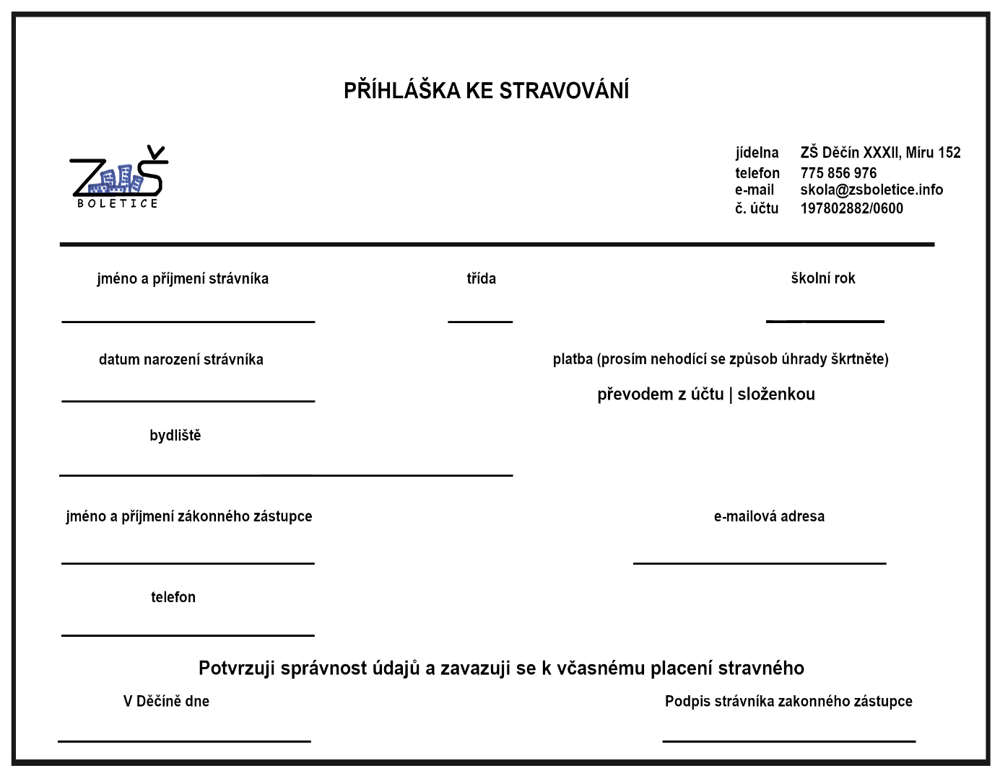 PŘÍHLÁŠKA KE STRAVOVÁNÍ
ZŠ
BOLETICE
jídelna ZŠ Děčín XXXII, Míru 152
telefon 775 856 976
e-mail skola@zsboletice.info
č. účtu 197802882/0600
jméno a příjmení strávníka třída školní rok
datum narození strávníka platba (prosím nehodící se způsob úhrady škrtněte)
převodem z účtu | složenkou
bydliště
jméno a příjmení zákonného zástupce e-mailová adresa
telefon
Potvrzuji správnost údajů a zavazuji se k včasnému placení stravného
V Děčíně dne Podpis strávníka zakonného zástupce